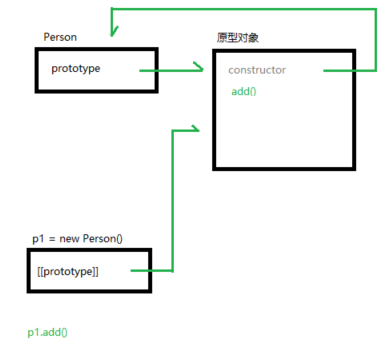 Person
原型对象
prototype
constructor
add()
p1 = new Person()
[[prototype]]
p1.add()